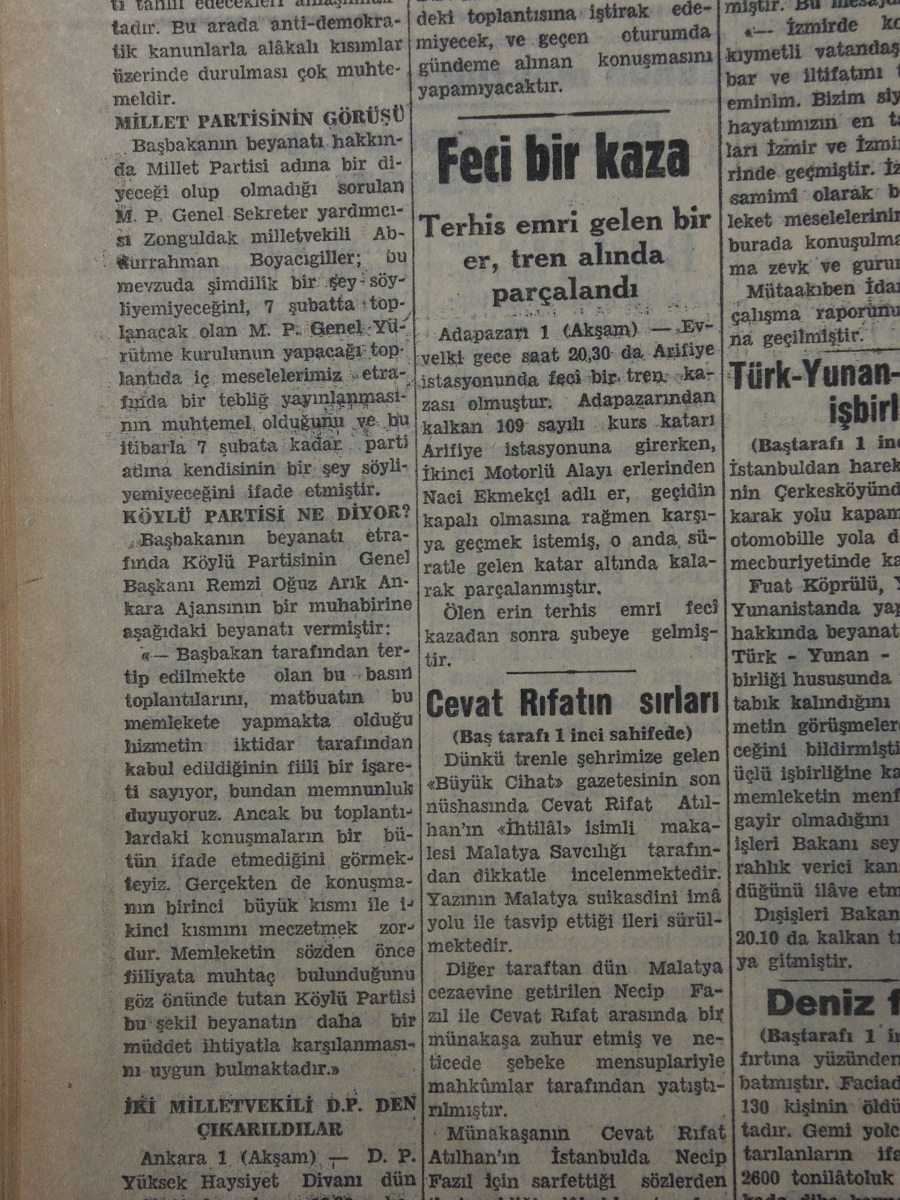 ti tahlil edecekleri anlaşılmak-
tadır. Bu arada anti-demokra-
tik kanunlarla alâkalı kısımlar
üzerinde durulması çok muhte-
meldir.
MİLLET PARTİSİNİN GÖRÜŞÜ
Başbakanın beyanatı hakkın-
da Millet Partisi adına bir di-
yeceği olup olmadığı sorulan
M. P. Genel Sekreter yardımcı-
sı Zonguldak milletvekili Ab-
durrahman Boyacıgiller; bu
mevzuda şimdilik bir şey söy-
liyemiyeceğini, 7 şubatta top-
lanacak olan M. P. Genel Yü-
rütme kurulunun yapacağı top-
lantıda iç meselelerimiz etra-
fında bir tebliğ yayınlanması-
nın muhtemel olduğunu ve bu
itibarla 7 şubata kadar parti
adına kendisinin bir şey söyli-
yemiyeceğini ifade etmiştir.
KÖYLÜ PARTİSİ NE DİYOR?
Başbakanın beyanatı etra-
fında Köylü Partisinin Genel
Başkanı Remzi Oğuz Arık An-
kara Ajansının bir muhabirine
aşağıdaki beyanatı vermiştir:
«— Başbakan tarafından ter-
tip edilmekte olan bu basın
toplantılarını, matbuatın bu
memlekete yapmakta olduğu
hizmetin iktidar tarafından
kabul edildiğinin fiili bir işare-
ti sayıyor, bundan memnunluk
duyuyoruz. Ancak bu toplantı-
lardaki konuşmaların bir bü-
tün ifade etmediğini görmek-
teyiz. Gerçekten de konuşma-
nın birinci büyük kısmı ile i-
kinci kısmını meczetmek zor-
dur. Memleketin sözden önce
fiiliyata muhtaç bulunduğunu
göz önünde tutan Köylü Partisi
bu şekil beyanatın daha bir
müddet ihtiyatla karşılanması-
nı uygun bulmaktadır.»
İKİ MİLLETVEKİLİ D.P. DEN
ÇIKARILDILAR
Ankara 1 (Akşam) — D. P.
Yüksek Haysiyet Divanı dün
deki toplantısına iştirak ede-
miyecek, ve geçen oturumda
gündeme alınan konuşmasını
yapamıyacaktır.
Feci bir kaza
Terhis emri gelen bir
er, tren alında
parçalandı
Adapazarı 1 (Akşam) — Ev-
velki gece saat 20,30 da Arifiye
istasyonunda feci bir tren ka-
zası olmuştur. Adapazarından
kalkan 109 sayılı kurs katarı
Arifiye istasyonuna girerken,
İkinci Motorlü Alayı erlerinden
Naci Ekmekçi adlı er, geçidin
kapalı olmasına rağmen karşı-
ya geçmek istemiş, o anda sü-
ratle gelen katar altında kala-
rak parçalanmıştır.
Ölen erin terhis emri feci
kazadan sonra şubeye gelmiş-
tir.
Cevat Rıfatın sırları
(Baş tarafı 1 inci sahifede)
Dünkü trenle şehrimize gelen
«Büyük Cihat» gazetesinin son
nüshasında Cevat Rifat Atıl-
han'ın «İhtilâl» isimli maka-
lesi Malatya Savcılığı tarafın-
dan dikkatle incelenmektedir.
Yazının Malatya suikasdini imâ
yolu ile tasvip ettiği ileri sürül-
mektedir.
Diğer taraftan dün Malatya
cezaevine getirilen Necip Fa-
zıl ile Cevat Rıfat arasında bir
münakaşa zuhur etmiş ve ne-
ticede şebeke mensuplariyle
mahkûmlar tarafından yatıştı-
rılmıştır.
Münakaşanın Cevat Rıfat
Atılhan'ın İstanbulda Necip
Fazıl için sarfettiği sözlerden
miştir. Bu mesaj
«— İzmirde
kıymetli vatandaş
bar ve iltifatını
eminim. Bizim siy
hayatımızın en
ları İzmir ve İzmi
rinde geçmiştir. İz
samimî olarak b
leket meselelerinin
burada konuşulma
ma zevk ve gurur
Mütaakıben İdar
çalışma raporunu
na geçilmiştir.
Türk-Yunan-
işbirl
(Baştarafı 1 inc
İstanbuldan harek
nin Çerkesköyünd
karak yolu kapam
otomobille yola d
mecburiyetinde ka
Fuat Köprülü, Y
Yunanistanda yap
hakkında beyanat
Türk - Yunan -
birliği hususunda
tabık kalındığını
metin görüşmeler
ceğini bildirmişti
üçlü işbirliğine ka
memleketin menf
gayir olmadığını
işleri Bakanı sey
rahlık verici kan
düğünü ilâve etm
Dışişleri Bakan
20.10 da kalkan tr
ya gitmiştir.
Deniz f
(Baştarafı 1 i
fırtına yüzünden
batmıştır. Faciad
130 kişinin öldü
tadır. Gemi yolc
tarılanların ifa
2600 tonilâtoluk